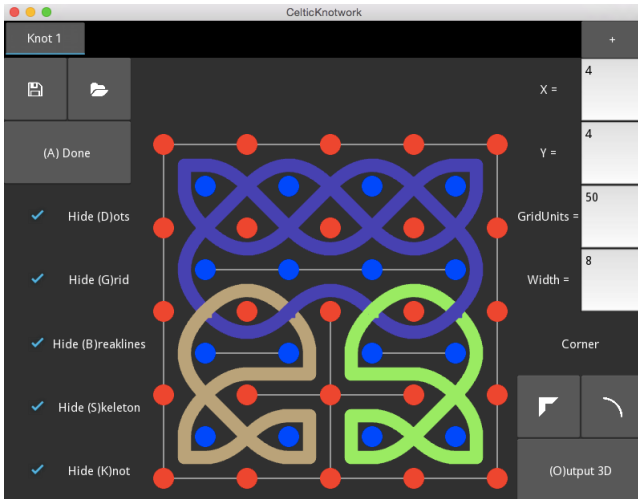 CelticKnotwork
Knot 1
+
X =
4
(A) Done
Y =
4
Hide (D)ots
GridUnits =
50
Hide (G)rid
Width =
8
Hide (B)reaklines
Corner
Hide (S)keleton
Hide (K)not
(O)utput 3D